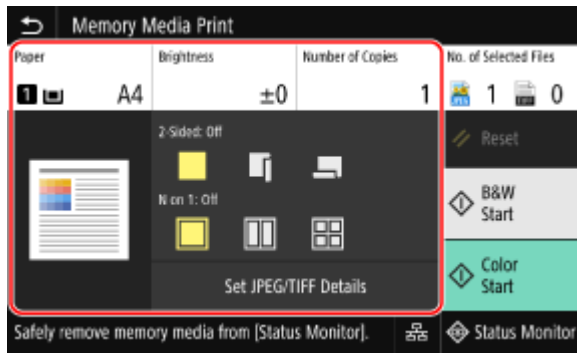 Memory Media Print
Paper
Brightness
Number of Copies
No. of Selected Files
1 A4
±0
1
JPEG 1 TIFF 0
2-Sided: Off
Reset
N on 1: Off
B&W
Start
Color
Start
Set JPEG/TIFF Details
Safely remove memory media from [Status Monitor].
Status Monitor